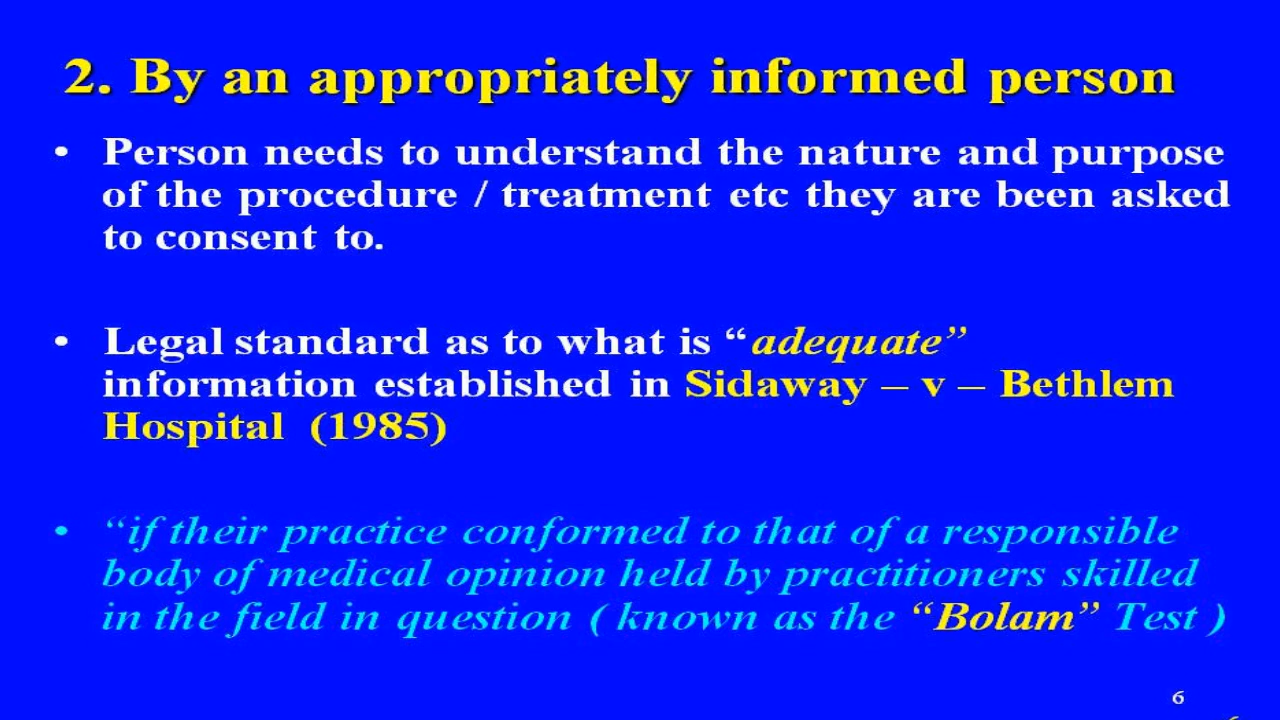 2. By an appropriately informed person
• Person needs to understand the nature and purpose
of the procedure / treatment etc they are been asked
to consent to.
• Legal standard as to what is “adequate”
information established in Sidaway – v – Bethlem
Hospital (1985)
• “if their practice conformed to that of a responsible
body of medical opinion held by practitioners skilled
in the field in question ( known as the “Bolam” Test )
6